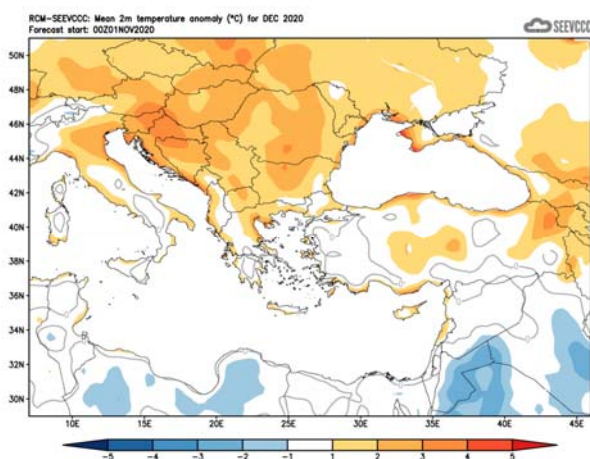 RCM-SEEVCCC: Mean 2m temperature anomaly (°C) for DEC 2020
Forecast start: 00Z01NOV2020
SEEVCCC
50N
48N
46N
44N
42N
40N
38N
36N
34N
32N
30N
10E 15E 20E 25E 30E 35E 40E 45E
-5 -4 -3 -2 -1 1 2 3 4 5